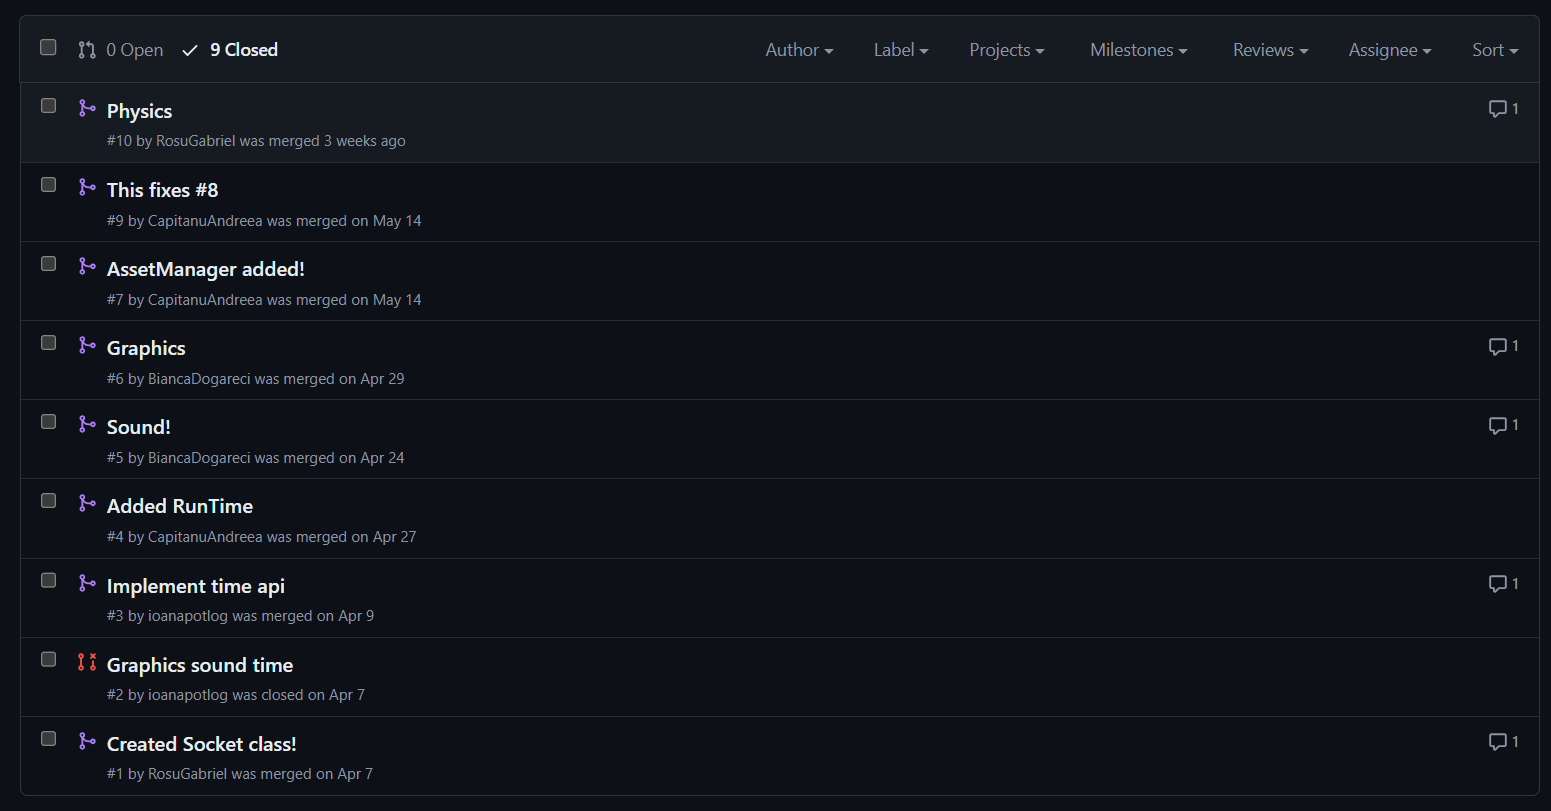 0 Open 9 Closed Author Label Projects Milestones Reviews Assignee Sort
Physics 1
#10 by RosuGabriel was merged 3 weeks ago
This fixes #8
#9 by CapitanuAndreea was merged on May 14
AssetManager added!
#7 by CapitanuAndreea was merged on May 14
Graphics 1
#6 by BiancaDogareci was merged on Apr 29
Sound! 1
#5 by BiancaDogareci was merged on Apr 24
Added RunTime
#4 by CapitanuAndreea was merged on Apr 27
Implement time api 1
#3 by ioanapotlog was merged on Apr 9
Graphics sound time
#2 by ioanapotlog was closed on Apr 7
Created Socket class! 1
#1 by RosuGabriel was merged on Apr 7